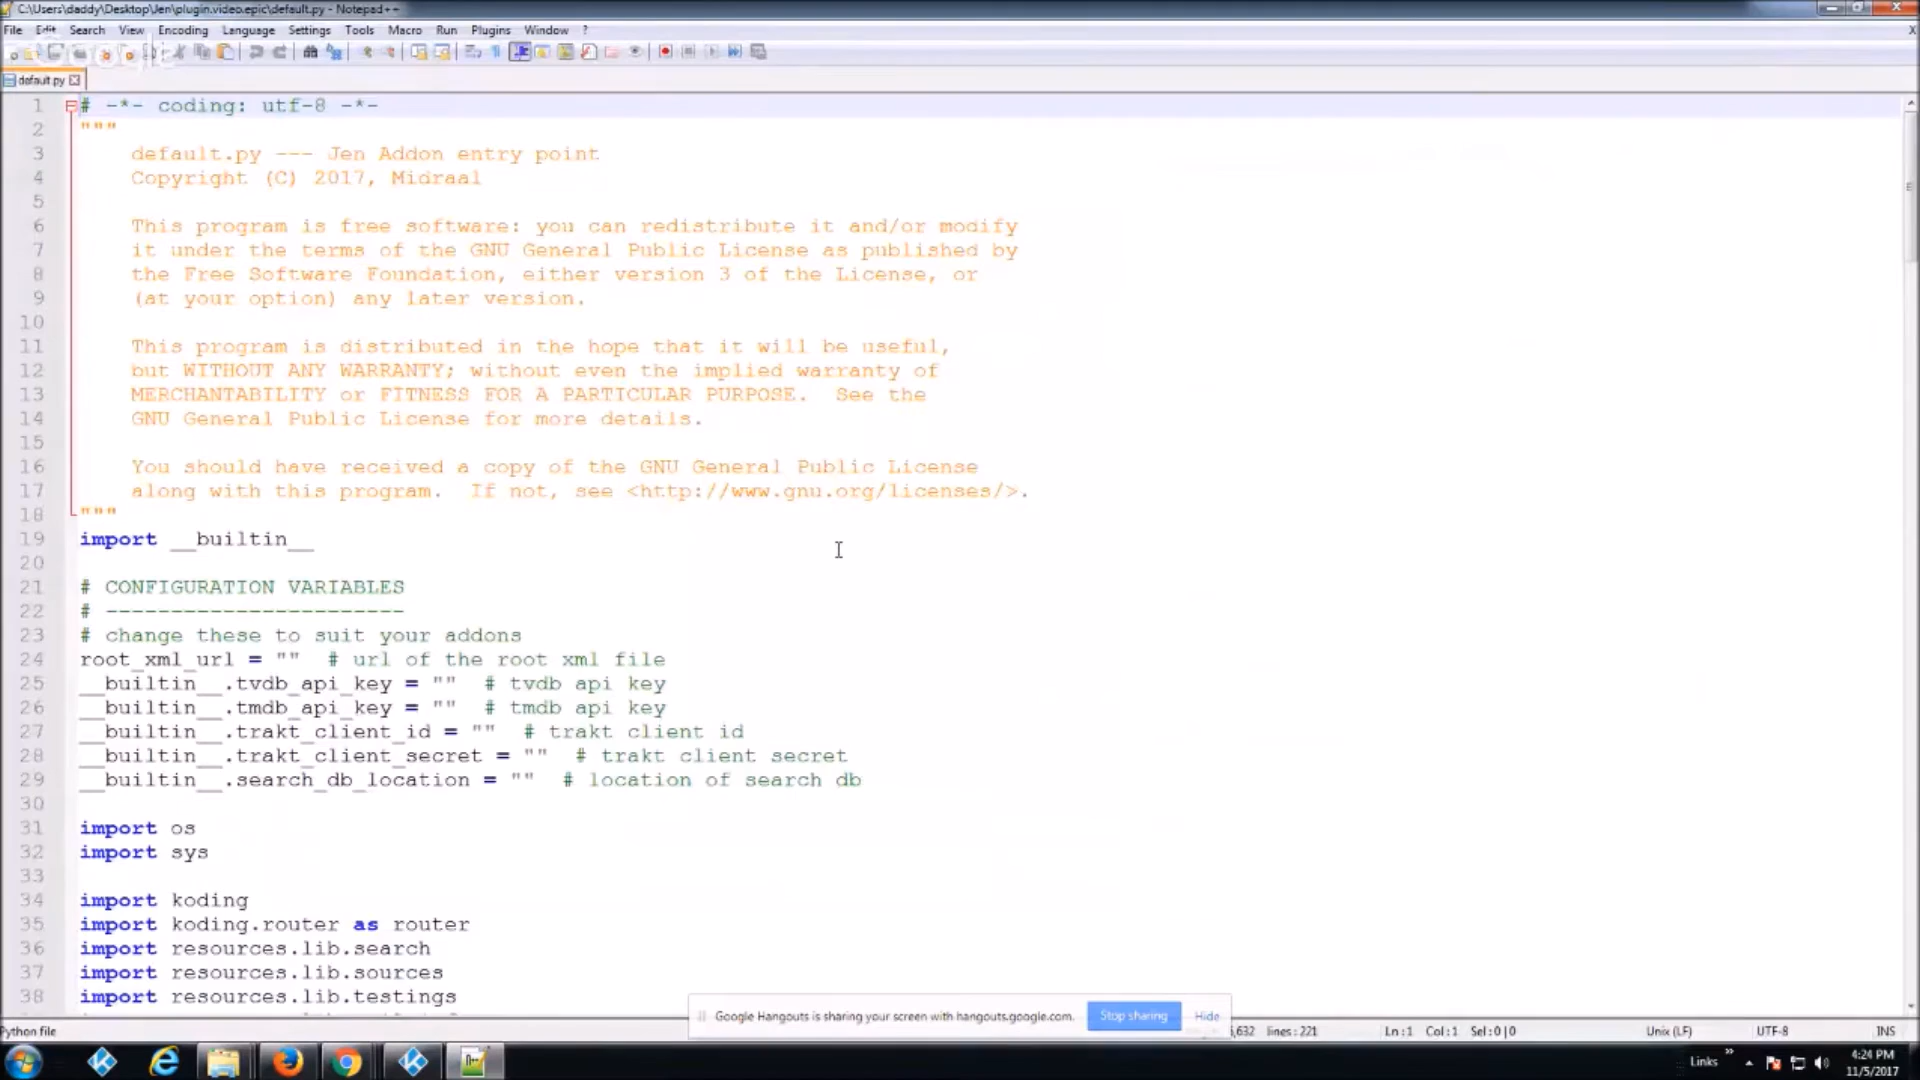 C:\Users\daddy\Desktop\Jen\plugin.video.epic\default.py - Notepad++
File Edit Search View Encoding Language Settings Tools Macro Run Plugins Window ? X
Google
default.py
1 # -*- coding: utf-8 -*-
2 """
3 default.py --- Jen Addon entry point
4 Copyright (C) 2017, Midraal
5
6 This program is free software: you can redistribute it and/or modify
7 it under the terms of the GNU General Public License as published by
8 the Free Software Foundation, either version 3 of the License, or
9 (at your option) any later version.
10
11 This program is distributed in the hope that it will be useful,
12 but WITHOUT ANY WARRANTY; without even the implied warranty of
13 MERCHANTABILITY or FITNESS FOR A PARTICULAR PURPOSE.  See the
14 GNU General Public License for more details.
15
16 You should have received a copy of the GNU General Public License
17 along with this program.  If not, see <http://www.gnu.org/licenses/>.
18 """
19 import __builtin__
20
21 # CONFIGURATION VARIABLES
22 # -----------------------
23 # change these to suit your addons
24 root_xml_url = ""  # url of the root xml file
25 __builtin__.tvdb_api_key = ""  # tvdb api key
26 __builtin__.tmdb_api_key = ""  # tmdb api key
27 __builtin__.trakt_client_id = ""  # trakt client id
28 __builtin__.trakt_client_secret = ""  # trakt client secret
29 __builtin__.search_db_location = ""  # location of search db
30
31 import os
32 import sys
33
34 import koding
35 import koding.router as router
36 import resources.lib.search
37 import resources.lib.sources
38 import resources.lib.testings
Google Hangouts is sharing your screen with hangouts.google.com. Stop sharing Hide
Python file ,632 lines:221 Ln:1 Col:1 Sel:0|0 Unix (LF) UTF-8 INS
Links » 4:24 PM
11/5/2017